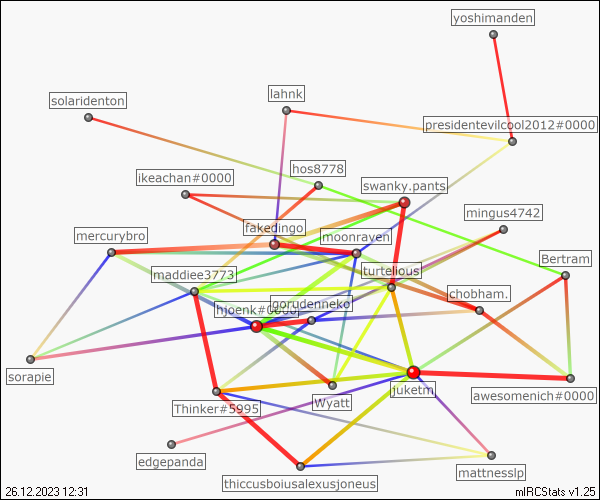 yoshimanden
lahnk
solaridenton
presidentevilcool2012#0000
hos8778
ikeachan#0000
swanky.pants
mingus4742
fakedingo
moonraven
mercurybro
Bertram
turtelious
maddiee3773
chobham.
gorudenneko
hjoenk#0000
sorapie
juketm
awesomenich#0000
Wyatt
Thinker#5995
edgepanda
mattnesslp
thiccusboiusalexusjoneus
26.12.2023 12:31
mIRCStats v1.25